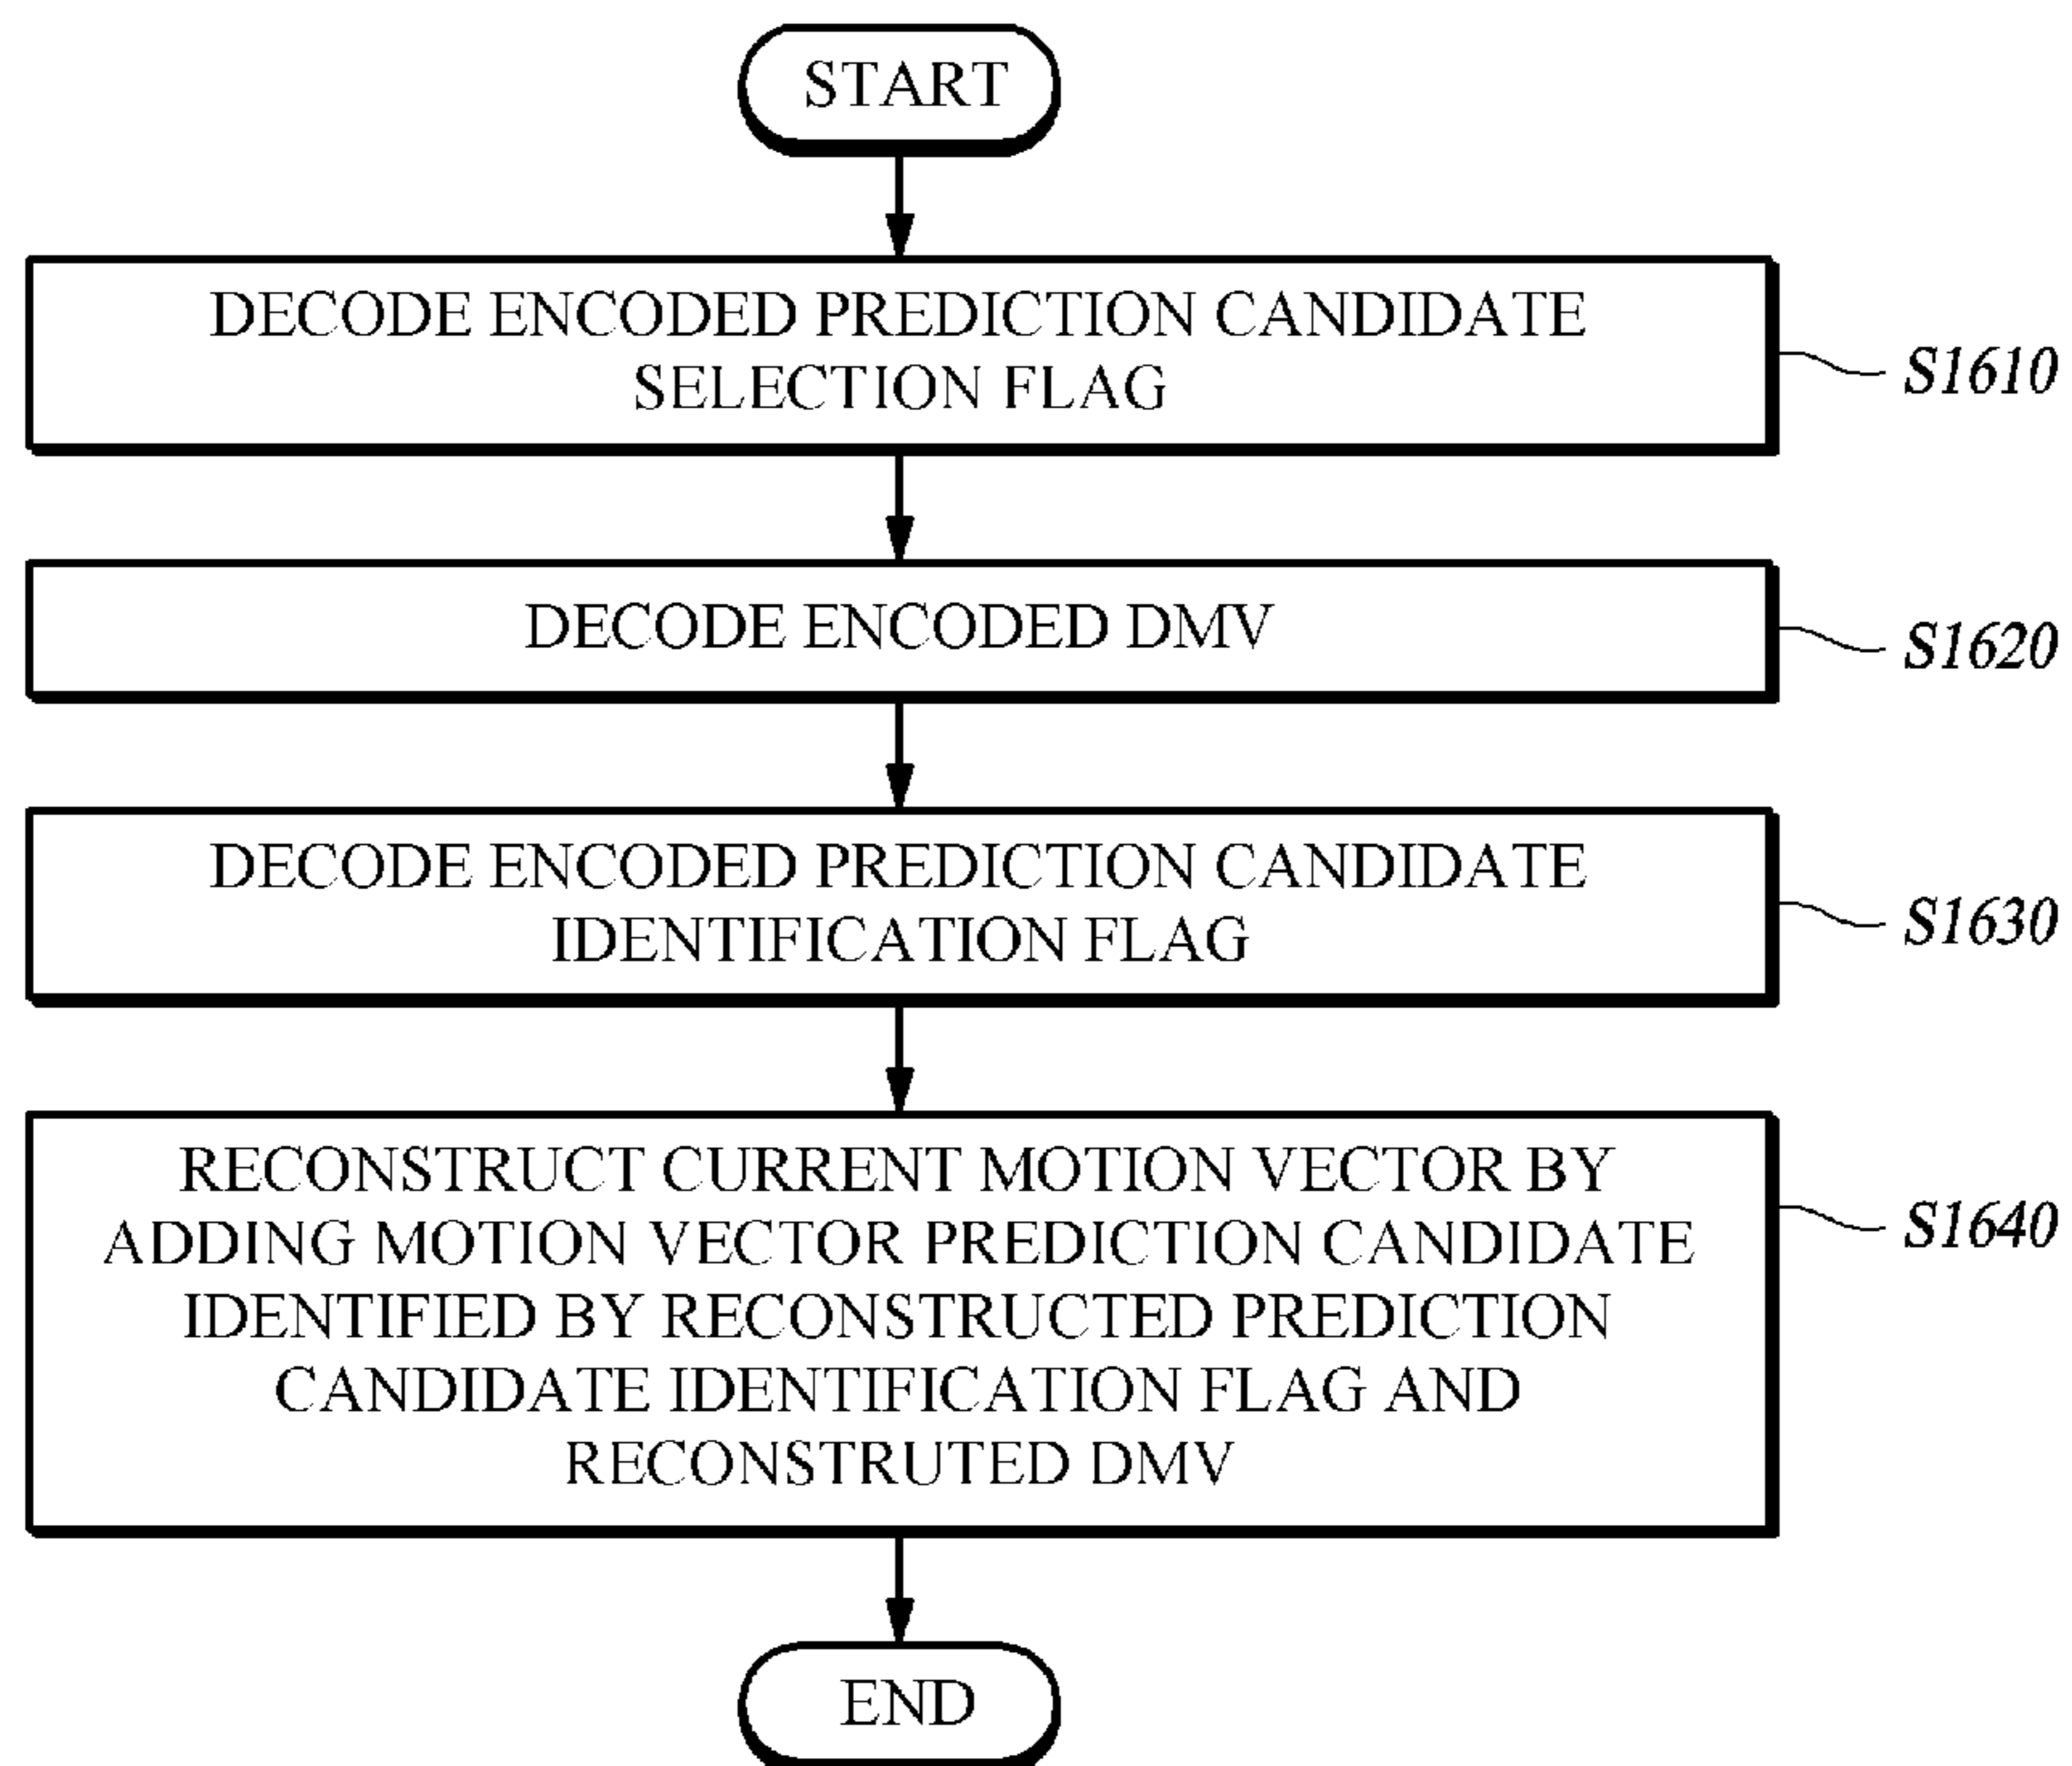 START
DECODE ENCODED PREDICTION CANDIDATE
SELECTION FLAG
S1610
DECODE ENCODED DMV
S1620
DECODE ENCODED PREDICTION CANDIDATE
IDENTIFICATION FLAG
S1630
RECONSTRUCT CURRENT MOTION VECTOR BY
ADDING MOTION VECTOR PREDICTION CANDIDATE
IDENTIFIED BY RECONSTRUCTED PREDICTION
CANDIDATE IDENTIFICATION FLAG AND
RECONSTRUTED DMV
S1640
END